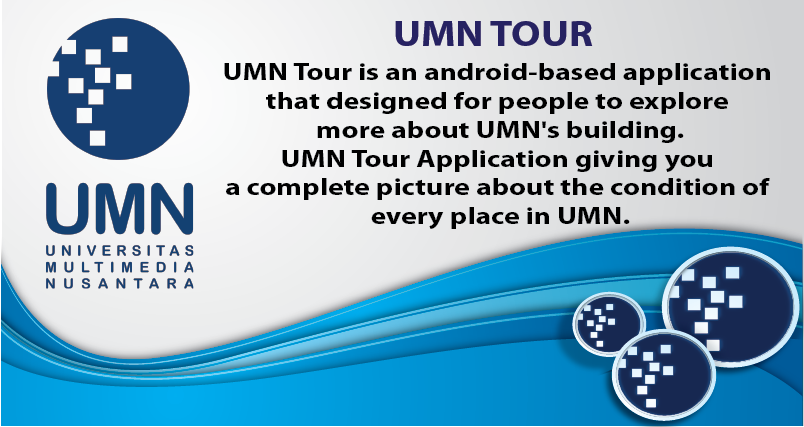 UMN TOUR
UMN Tour is an android-based application
that designed for people to explore
more about UMN's building.
UMN Tour Application giving you
a complete picture about the condition of
every place in UMN.
UMN
UNIVERSITAS
MULTIMEDIA
NUSANTARA